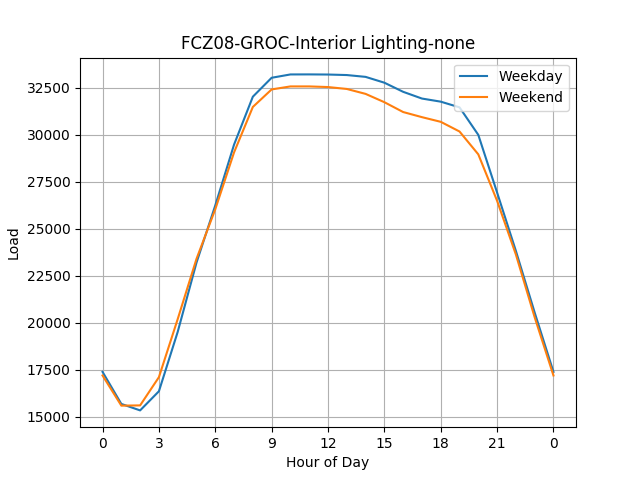 FCZ08-GROC-Interior Lighting-none
Weekday
Weekend
32500
30000
27500
25000
22500
20000
17500
15000
Load
0 3 6 9 12 15 18 21 0
Hour of Day